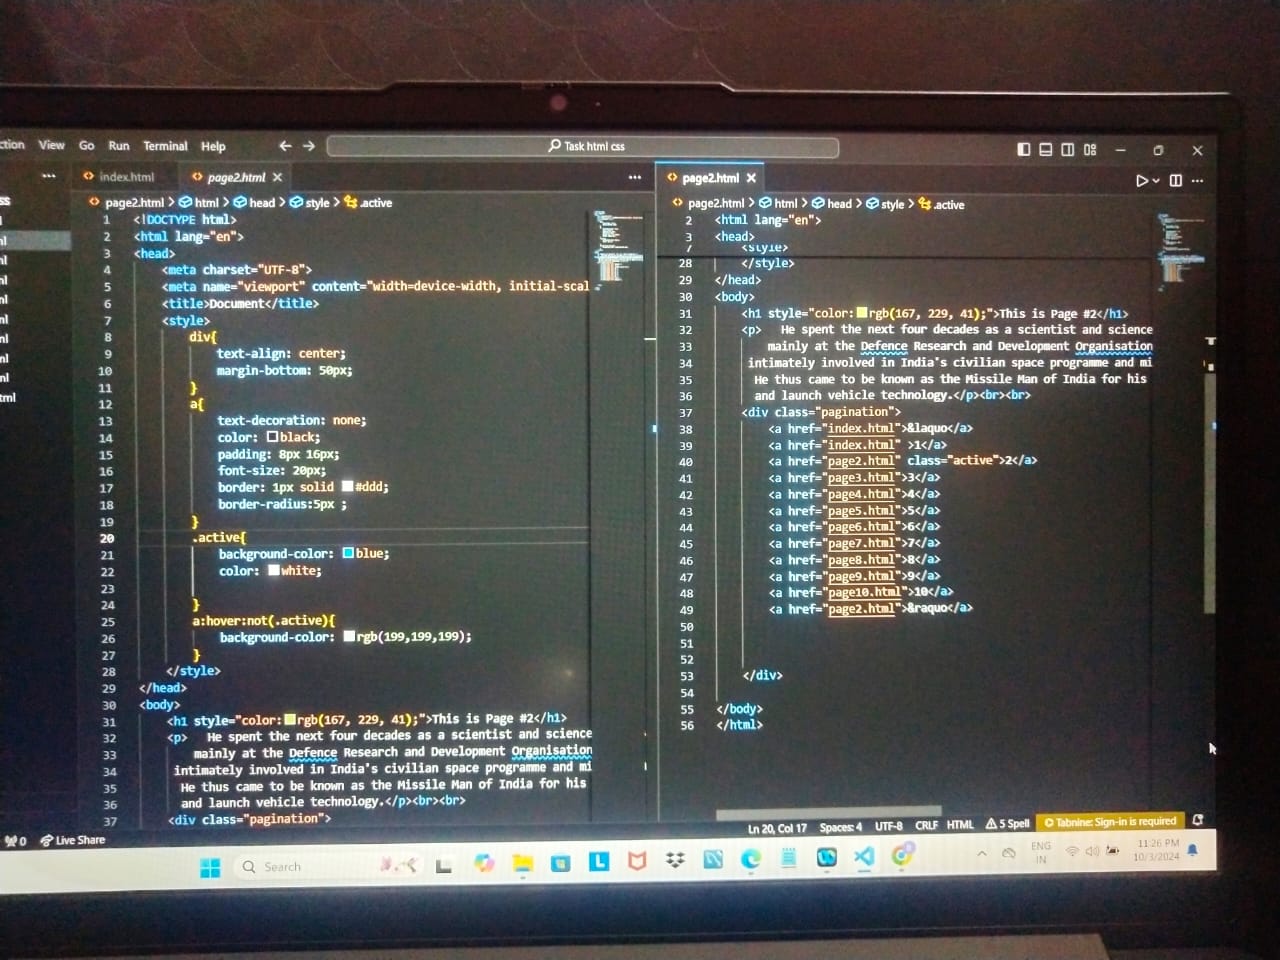 View Go Run Terminal Help
Task html css
index.html
page2.html
page2.html > html > head > style > .active
1 <!DOCTYPE html>
2 <html lang="en">
3 <head>
4 <meta charset="UTF-8">
5 <meta name="viewport" content="width=device-width, initial-scal
6 <title>Document</title>
7 <style>
8 div{
9 text-align: center;
10 margin-bottom: 50px;
11 }
12 a{
13 text-decoration: none;
14 color: black;
15 padding: 8px 16px;
16 font-size: 20px;
17 border: 1px solid #ddd;
18 border-radius:5px ;
19 }
20 .active{
21 background-color: blue;
22 color: white;
23
24 }
25 a:hover:not(.active){
26 background-color: rgb(199,199,199);
27 }
28 </style>
29 </head>
30 <body>
31 <h1 style="color: rgb(167, 229, 41);">This is Page #2</h1>
32 <p> He spent the next four decades as a scientist and science
33 mainly at the Defence Research and Development Organisation
34 intimately involved in India's civilian space programme and mi
35 He thus came to be known as the Missile Man of India for his
36 and launch vehicle technology.</p><br><br>
37 <div class="pagination">
page2.html
page2.html > html > head > style > .active
2 <html lang="en">
3 <head>
7 <style>
28 </style>
29 </head>
30 <body>
31 <h1 style="color: rgb(167, 229, 41);">This is Page #2</h1>
32 <p> He spent the next four decades as a scientist and science
33 mainly at the Defence Research and Development Organisation
34 intimately involved in India's civilian space programme and mi
35 He thus came to be known as the Missile Man of India for his
36 and launch vehicle technology.</p><br><br>
37 <div class="pagination">
38 <a href="index.html">&laquo</a>
39 <a href="index.html" >1</a>
40 <a href="page2.html" class="active">2</a>
41 <a href="page3.html">3</a>
42 <a href="page4.html">4</a>
43 <a href="page5.html">5</a>
44 <a href="page6.html">6</a>
45 <a href="page7.html">7</a>
46 <a href="page8.html">8</a>
47 <a href="page9.html">9</a>
48 <a href="page10.html">10</a>
49 <a href="page2.html">&raquo</a>
50
51
52
53 </div>
54
55 </body>
56 </html>
0 Live Share
Ln 20, Col 17 Spaces: 4 UTF-8 CRLF HTML 5 Spell Tabnine: Sign-in is required
Search
ENG
IN
11:26 PM
10/3/2024